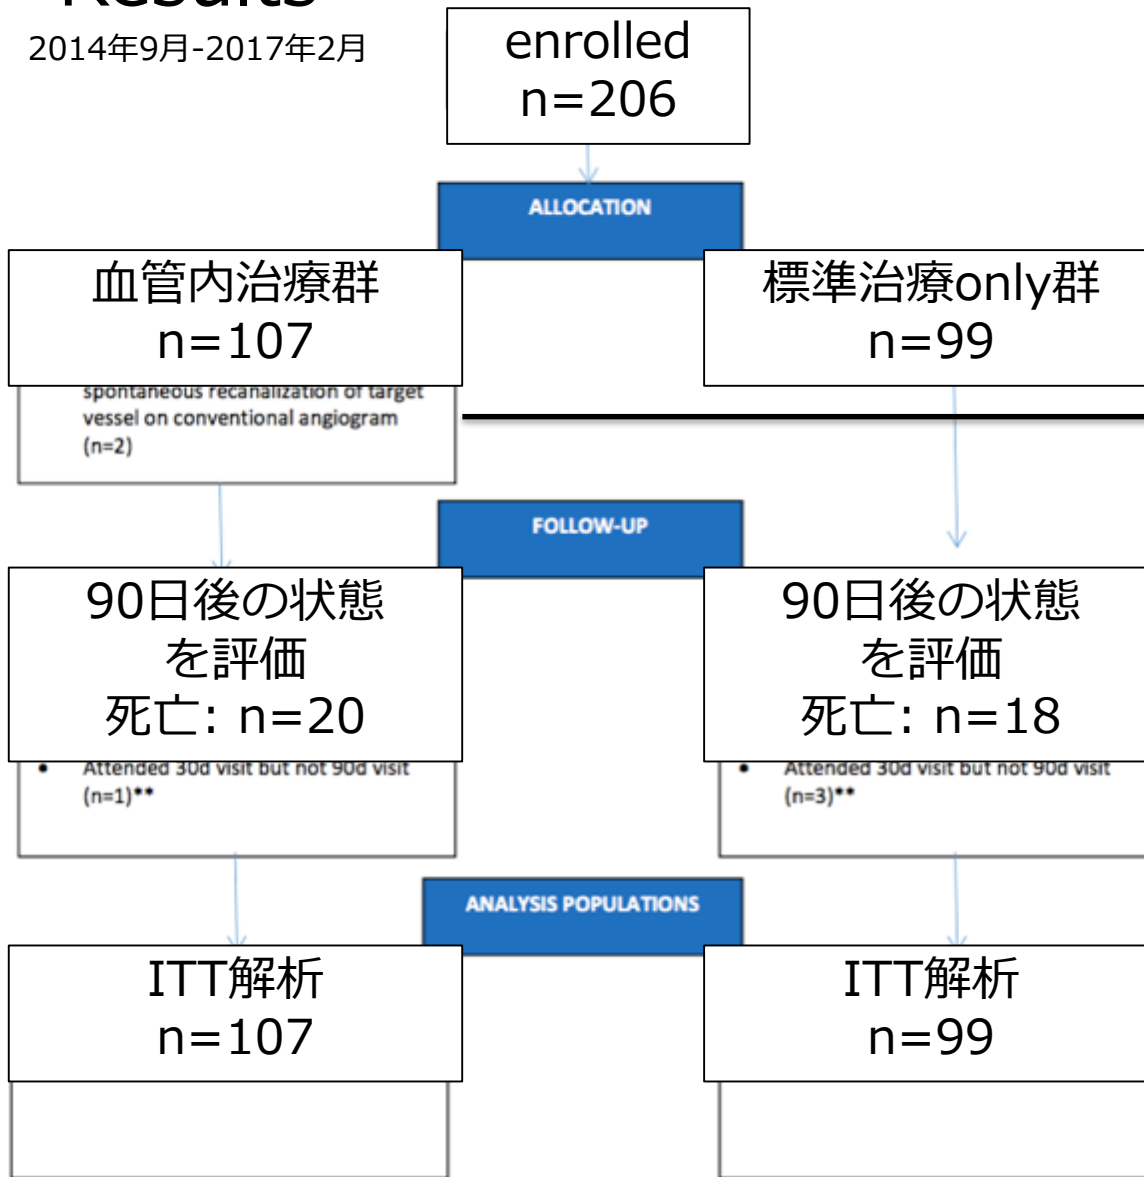 Results
2014年9月-2017年2月
enrolled
n=206
ALLOCATION
血管内治療群
n=107
標準治療only群
n=99
spontaneous recanalization of target
vessel on conventional angiogram
(n=2)
FOLLOW-UP
90日後の状態
を評価
死亡: n=20
90日後の状態
を評価
死亡: n=18
• Attended 30d visit but not 90d visit
(n=1)**
• Attended 30d visit but not 90d visit
(n=3)**
ANALYSIS POPULATIONS
ITT解析
n=107
ITT解析
n=99